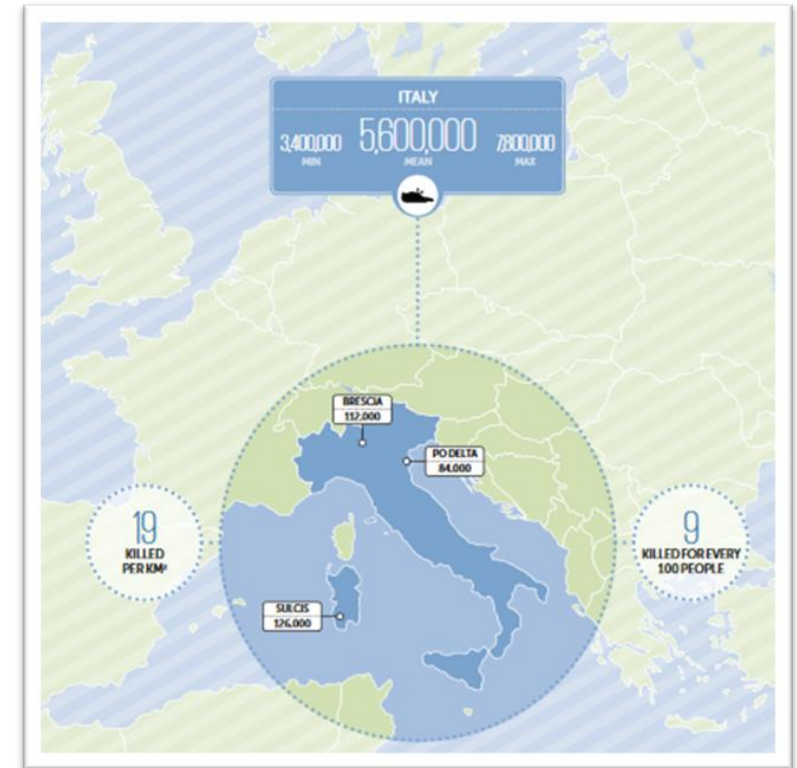 ITALY
3,400,000 5,600,000 7,800,000
MIN MEAN MAX
BRESCIA
112,000
PO DELTA
84,000
19
KILLED
PER KM²
9
KILLED FOR EVERY
100 PEOPLE
SULCIS
126,000